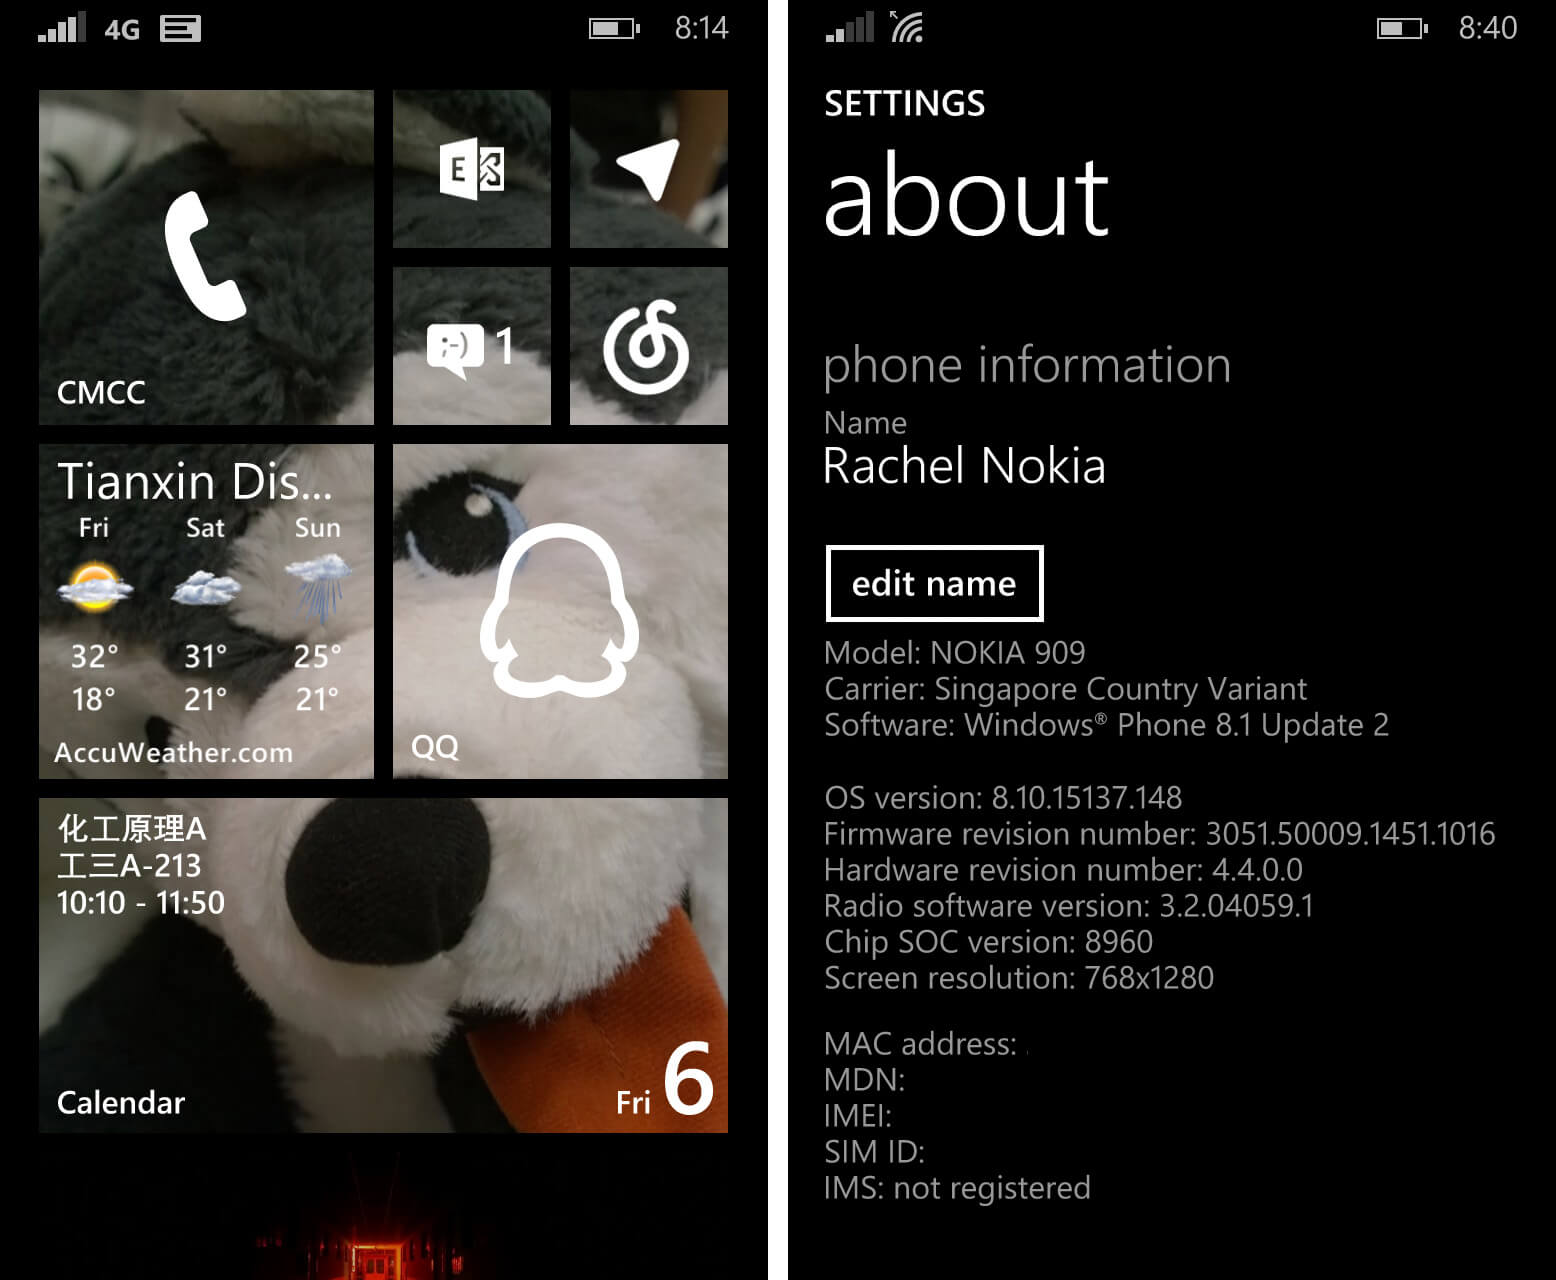 4G
8:14
E
;-) 1
CMCC
Tianxin Dis...
Fri Sat Sun
32° 31° 25°
18° 21° 21°
AccuWeather.com
QQ
化工原理A
工三A-213
10:10 - 11:50
Calendar
Fri 6
8:40
SETTINGS
about
phone information
Name
Rachel Nokia
edit name
Model: NOKIA 909
Carrier: Singapore Country Variant
Software: Windows® Phone 8.1 Update 2
OS version: 8.10.15137.148
Firmware revision number: 3051.50009.1451.1016
Hardware revision number: 4.4.0.0
Radio software version: 3.2.04059.1
Chip SOC version: 8960
Screen resolution: 768x1280
MAC address:
MDN:
IMEI:
SIM ID:
IMS: not registered